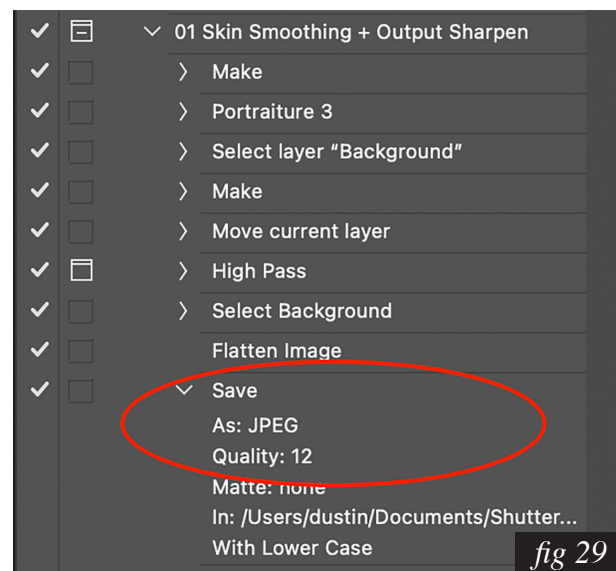 01 Skin Smoothing + Output Sharpen
Make
Portraiture 3
Select layer “Background”
Make
Move current layer
High Pass
Select Background
Flatten Image
Save
As: JPEG
Quality: 12
Matte: none
In: /Users/dustin/Documents/Shutter...
With Lower Case
fig 29